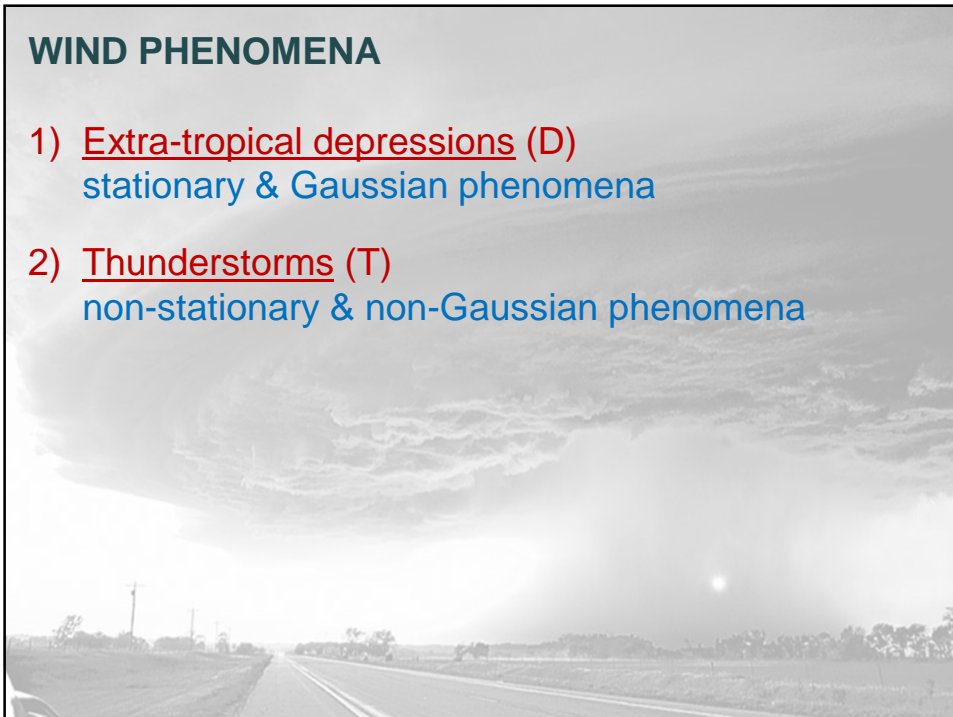 WIND PHENOMENA
1) Extra-tropical depressions (D)
stationary & Gaussian phenomena
2) Thunderstorms (T)
non-stationary & non-Gaussian phenomena